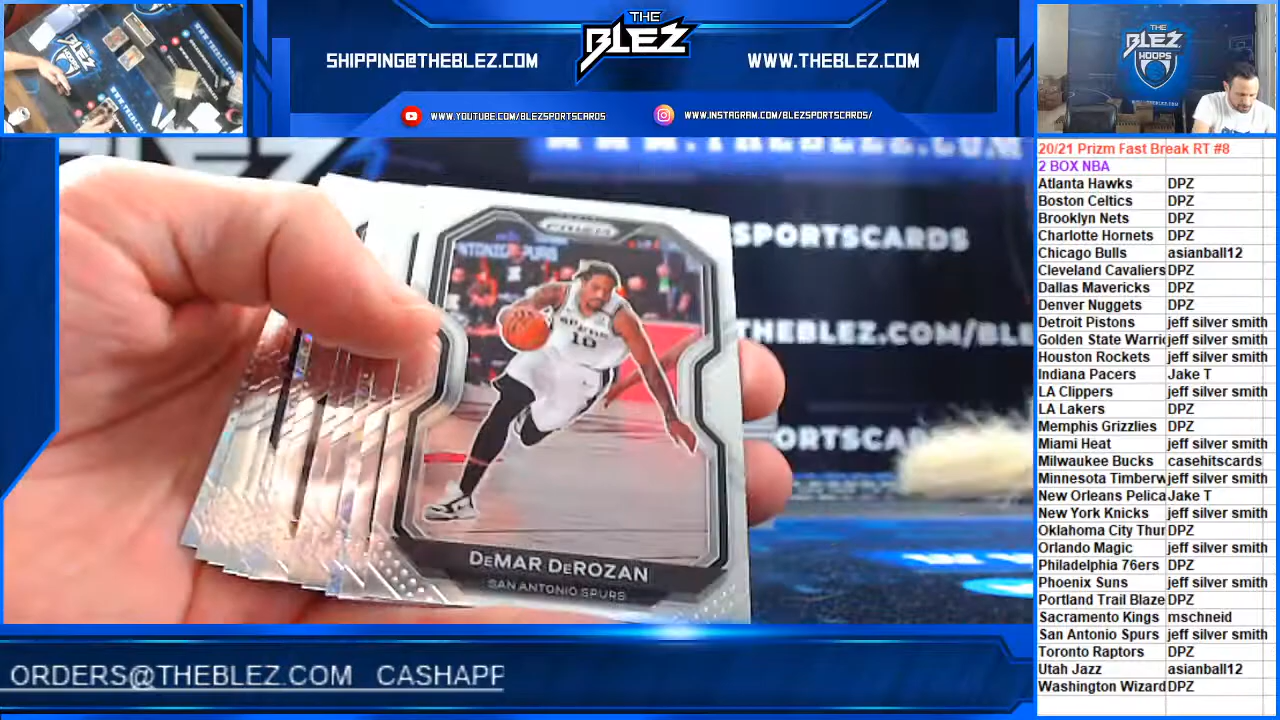 SHIPPING@THEBLEZ.COM
THE
BLEZ
WWW.THEBLEZ.COM
WWW.YOUTUBE.COM/BLEZSPORTSCARDS
WWW.INSTAGRAM.COM/BLEZSPORTSCARDS/
THE
BLEZ
HOOPS
SPORTSCARDS
THEBLEZ.COM/BLE
ORTSCAR
PRIZM
SPURS
10
DEMAR DEROZAN
SAN ANTONIO SPURS
20/21 Prizm Fast Break RT #8
2 BOX NBA
Atlanta Hawks DPZ
Boston Celtics DPZ
Brooklyn Nets DPZ
Charlotte Hornets DPZ
Chicago Bulls asianball12
Cleveland Cavaliers DPZ
Dallas Mavericks DPZ
Denver Nuggets DPZ
Detroit Pistons jeff silver smith
Golden State Warri jeff silver smith
Houston Rockets jeff silver smith
Indiana Pacers Jake T
LA Clippers jeff silver smith
LA Lakers DPZ
Memphis Grizzlies DPZ
Miami Heat jeff silver smith
Milwaukee Bucks casehitscards
Minnesota Timberw jeff silver smith
New Orleans Pelica Jake T
New York Knicks jeff silver smith
Oklahoma City Thur DPZ
Orlando Magic jeff silver smith
Philadelphia 76ers DPZ
Phoenix Suns jeff silver smith
Portland Trail Blaze DPZ
Sacramento Kings mschneid
San Antonio Spurs jeff silver smith
Toronto Raptors DPZ
Utah Jazz asianball12
Washington Wizard DPZ
ORDERS@THEBLEZ.COM CASHAPP